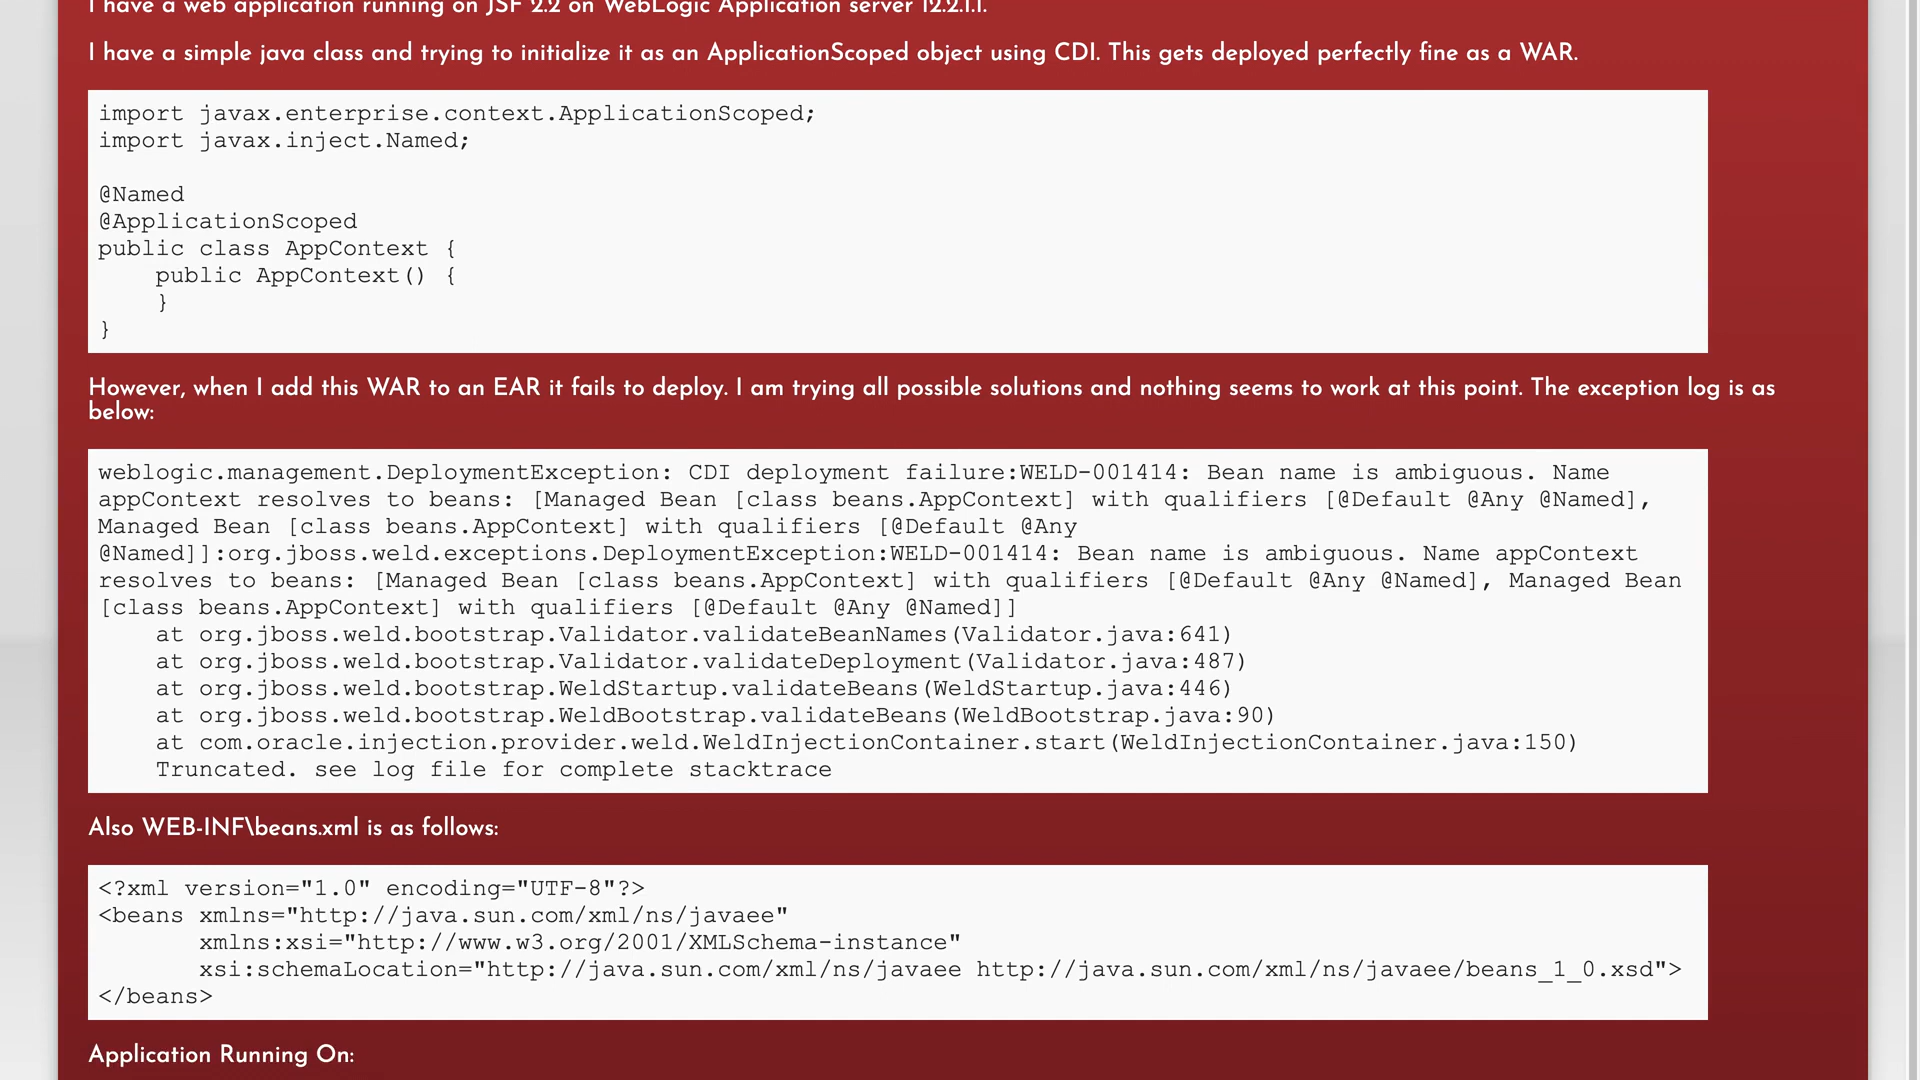 I have a web application running on JSF 2.2 on WebLogic Application server 12.2.1.1.
I have a simple java class and trying to initialize it as an ApplicationScoped object using CDI. This gets deployed perfectly fine as a WAR.
import javax.enterprise.context.ApplicationScoped;
import javax.inject.Named;
@Named
@ApplicationScoped
public class AppContext {
    public AppContext() {
    }
}
However, when I add this WAR to an EAR it fails to deploy. I am trying all possible solutions and nothing seems to work at this point. The exception log is as
below:
weblogic.management.DeploymentException: CDI deployment failure:WELD-001414: Bean name is ambiguous. Name
appContext resolves to beans: [Managed Bean [class beans.AppContext] with qualifiers [@Default @Any @Named],
Managed Bean [class beans.AppContext] with qualifiers [@Default @Any
@Named]]:org.jboss.weld.exceptions.DeploymentException:WELD-001414: Bean name is ambiguous. Name appContext
resolves to beans: [Managed Bean [class beans.AppContext] with qualifiers [@Default @Any @Named], Managed Bean
[class beans.AppContext] with qualifiers [@Default @Any @Named]]
    at org.jboss.weld.bootstrap.Validator.validateBeanNames(Validator.java:641)
    at org.jboss.weld.bootstrap.Validator.validateDeployment(Validator.java:487)
    at org.jboss.weld.bootstrap.WeldStartup.validateBeans(WeldStartup.java:446)
    at org.jboss.weld.bootstrap.WeldBootstrap.validateBeans(WeldBootstrap.java:90)
    at com.oracle.injection.provider.weld.WeldInjectionContainer.start(WeldInjectionContainer.java:150)
    Truncated. see log file for complete stacktrace
Also WEB-INF\beans.xml is as follows:
<?xml version="1.0" encoding="UTF-8"?>
<beans xmlns="http://java.sun.com/xml/ns/javaee"
       xmlns:xsi="http://www.w3.org/2001/XMLSchema-instance"
       xsi:schemaLocation="http://java.sun.com/xml/ns/javaee http://java.sun.com/xml/ns/javaee/beans_1_0.xsd">
</beans>
Application Running On: